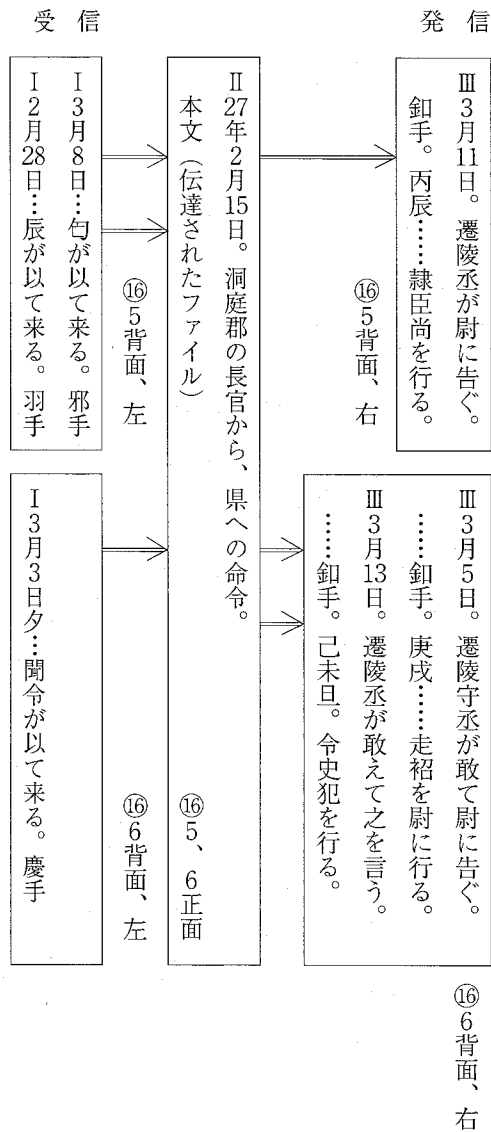 発信
Ⅲ3月11日。遷陵丞が尉に告ぐ。
釦手。丙辰……隷臣尚を行る。
⑯5背面、右
Ⅲ3月5日。遷陵守丞が敢て尉に告ぐ。
……釦手。庚戌……走袑を尉に行る。
Ⅲ3月13日。遷陵丞が敢えて之を言う。
……釦手。己未旦。令史犯を行る。
⑯6背面、右
Ⅱ27年2月15日。洞庭郡の長官から、県への命令。
本文（伝達されたファイル）
⑯5、6正面
受信
Ⅰ3月8日…匄が以て来る。邪手
Ⅰ2月28日…辰が以て来る。羽手
⑯5背面、左
Ⅰ3月3日夕…聞令が以て来る。慶手
⑯6背面、左